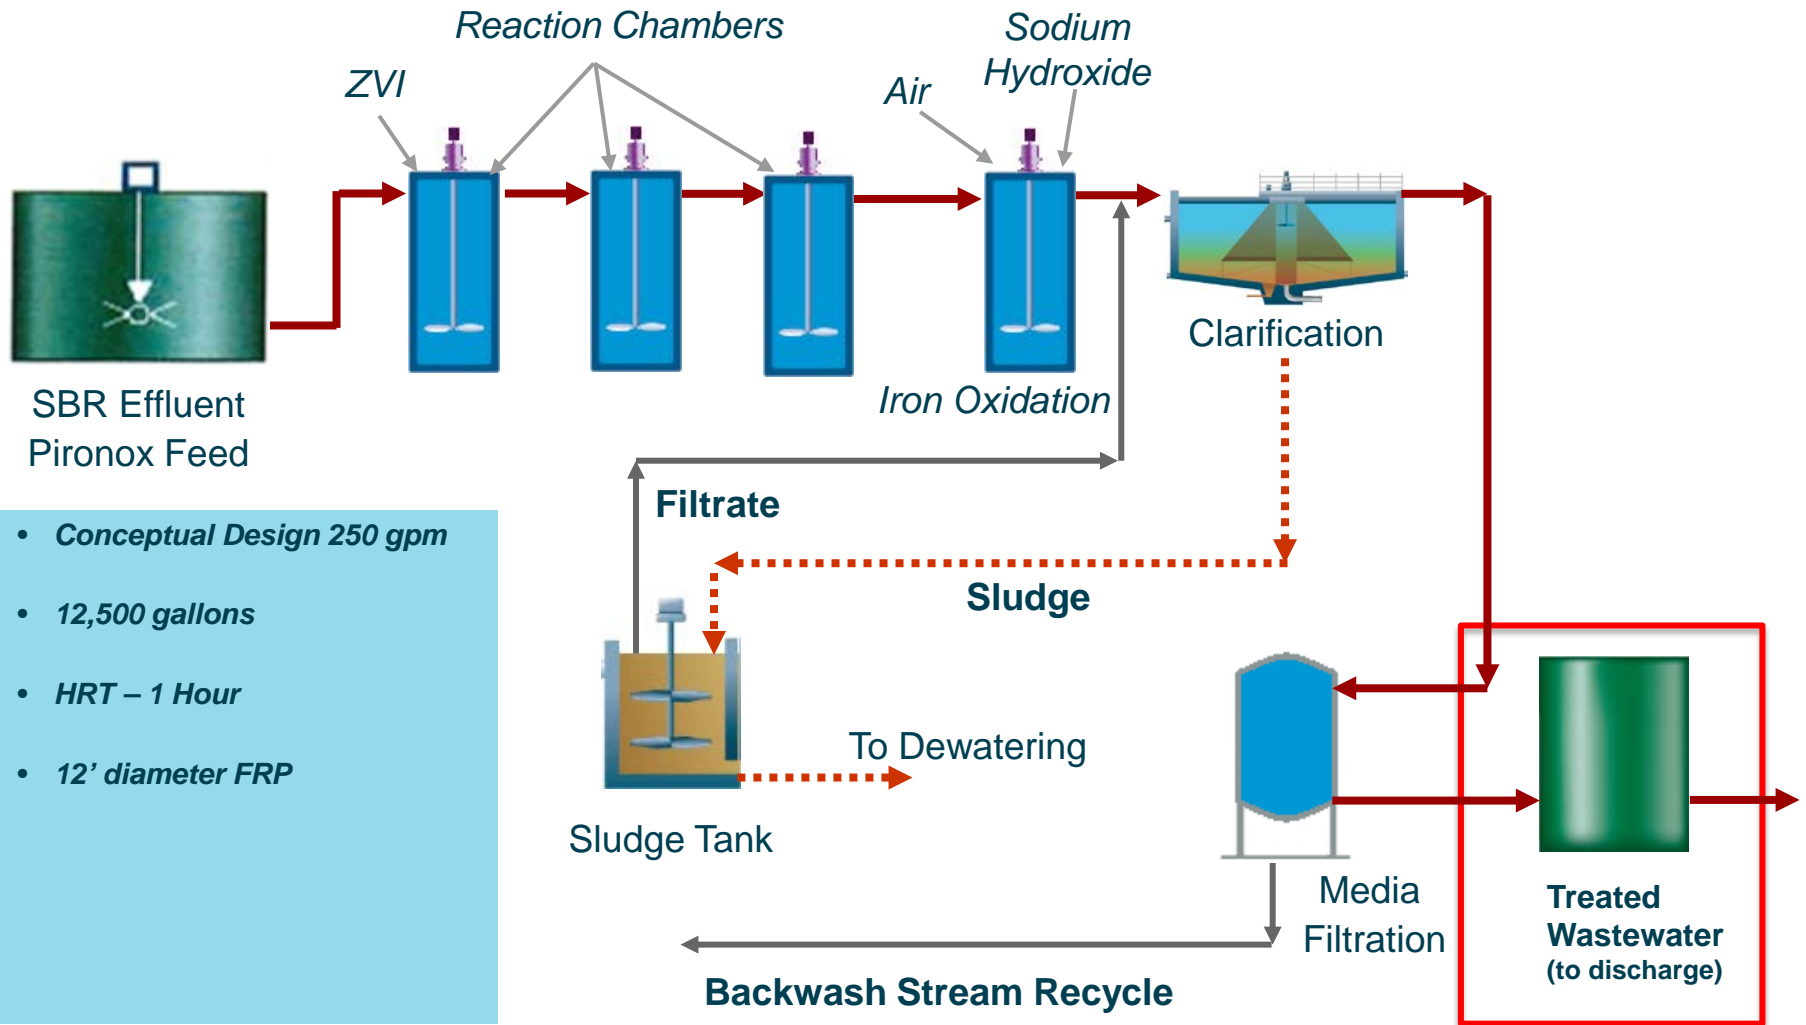 Reaction Chambers
Sodium
Hydroxide
ZVI
Air
Clarification
SBR Effluent
Pironox Feed
Iron Oxidation
Filtrate
• Conceptual Design 250 gpm
• 12,500 gallons
• HRT – 1 Hour
• 12’ diameter FRP
Sludge
To Dewatering
Sludge Tank
Media
Filtration
Treated
Wastewater
(to discharge)
Backwash Stream Recycle